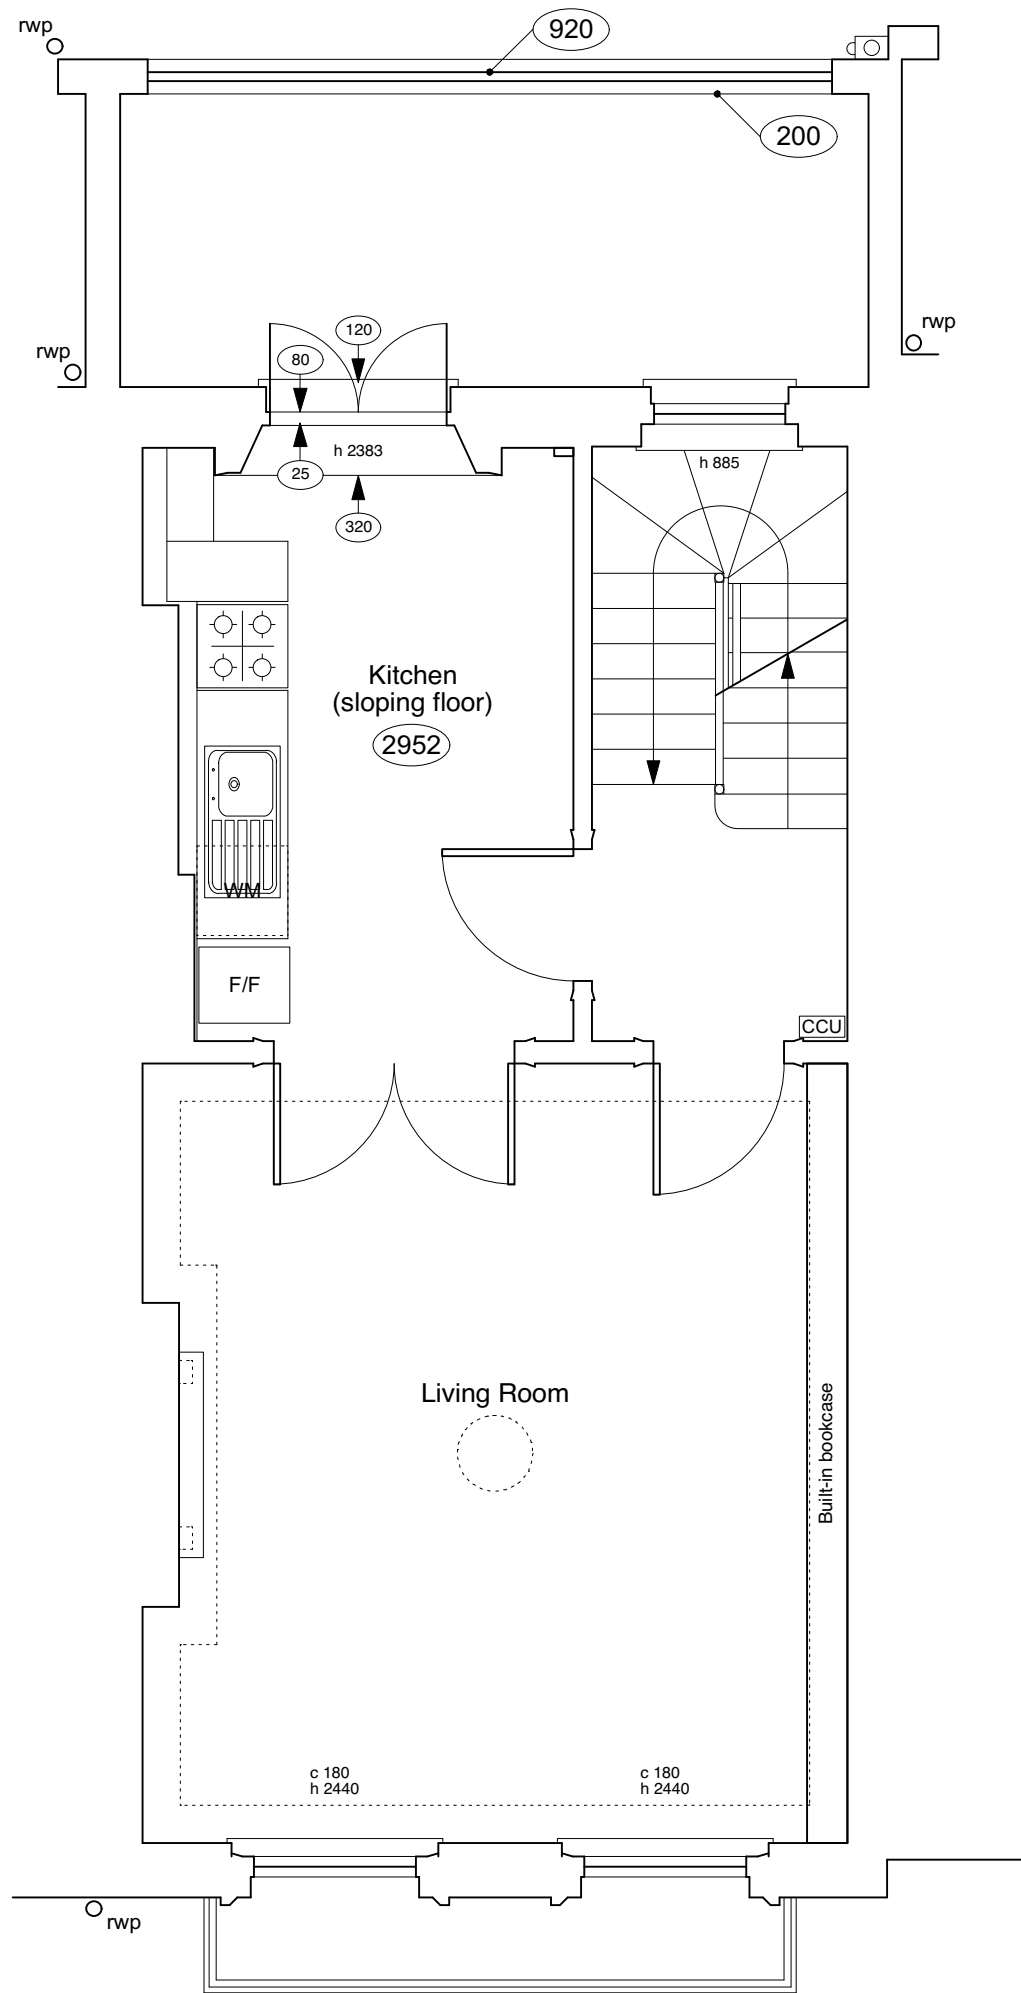 rwp
920
200
rwp
rwp
120
80
h 2383
25
320
h 885
Kitchen
(sloping floor)
2952
WM
F/F
CCU
Living Room
Built-in bookcase
c 180
h 2440
c 180
h 2440
rwp